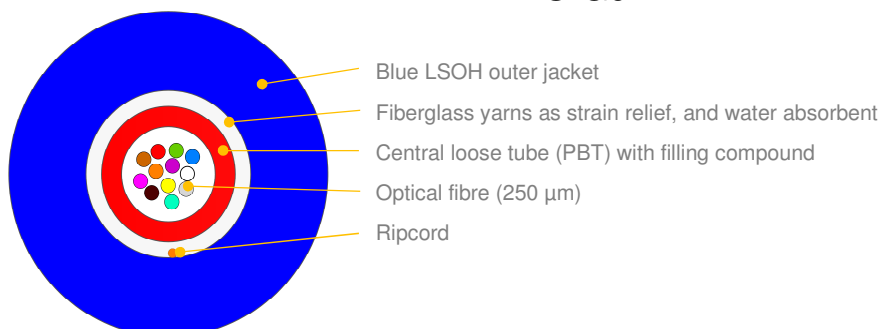 Blue LSOH outer jacket
Fiberglass yarns as strain relief, and water absorbent
Central loose tube (PBT) with filling compound
Optical fibre (250 µm)
Ripcord